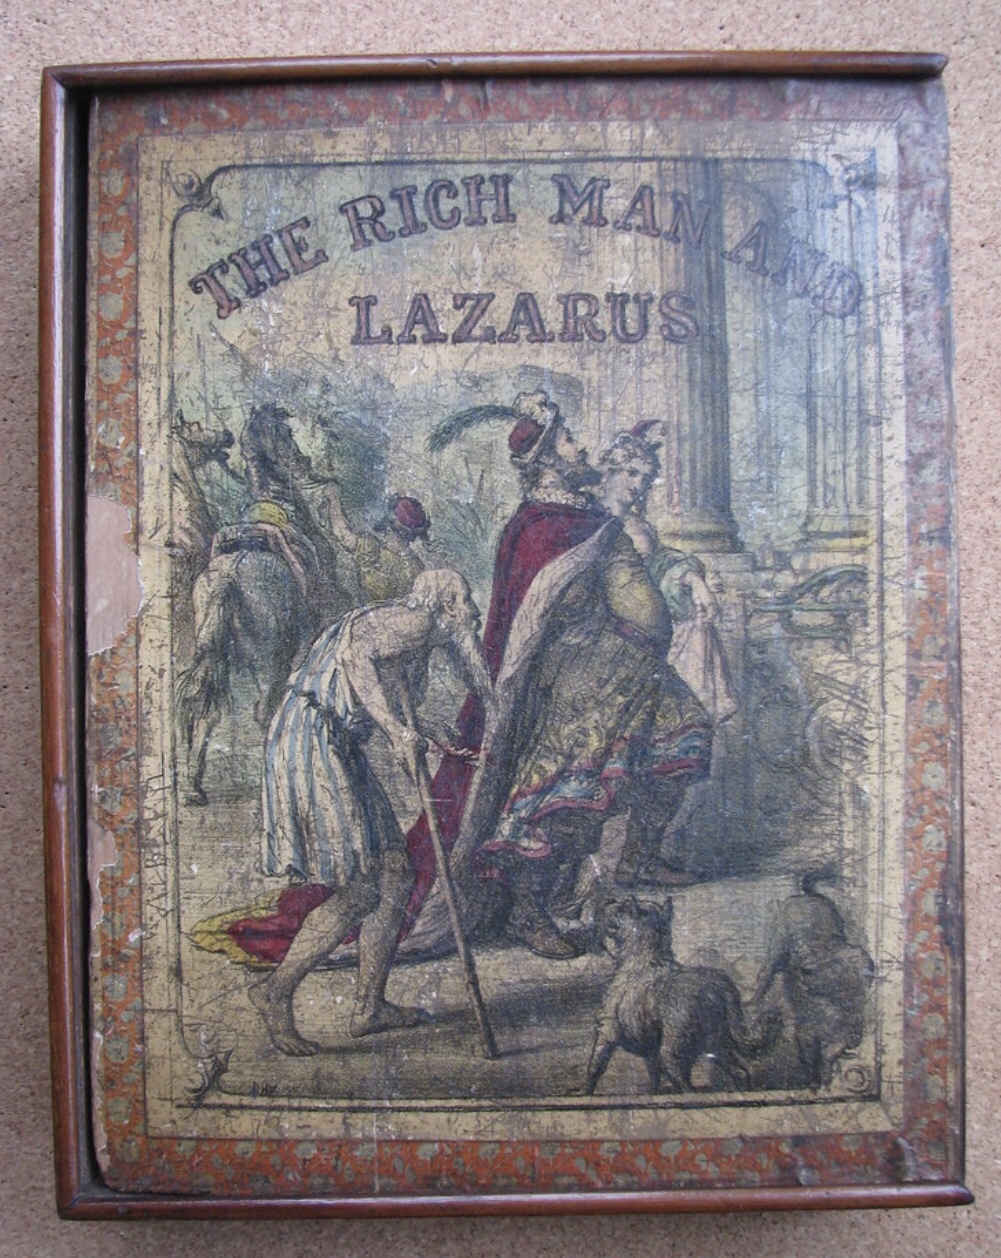 THE RICH MAN AND
LAZARUS